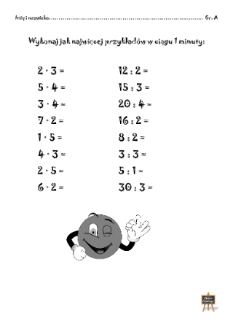 Imię i nazwisko Gr. A
Wykonaj jak najwięcej przykładów w ciągu 1 minuty:
2 · 3 = 12 : 2 =
5 · 4 = 15 : 3 =
3 · 4 = 20 : 4 =
7 · 2 = 16 : 2 =
1 · 5 = 8 : 2 =
4 · 3 = 3 : 3 =
2 · 5 = 5 : 1 =
6 · 2 = 30 : 3 =